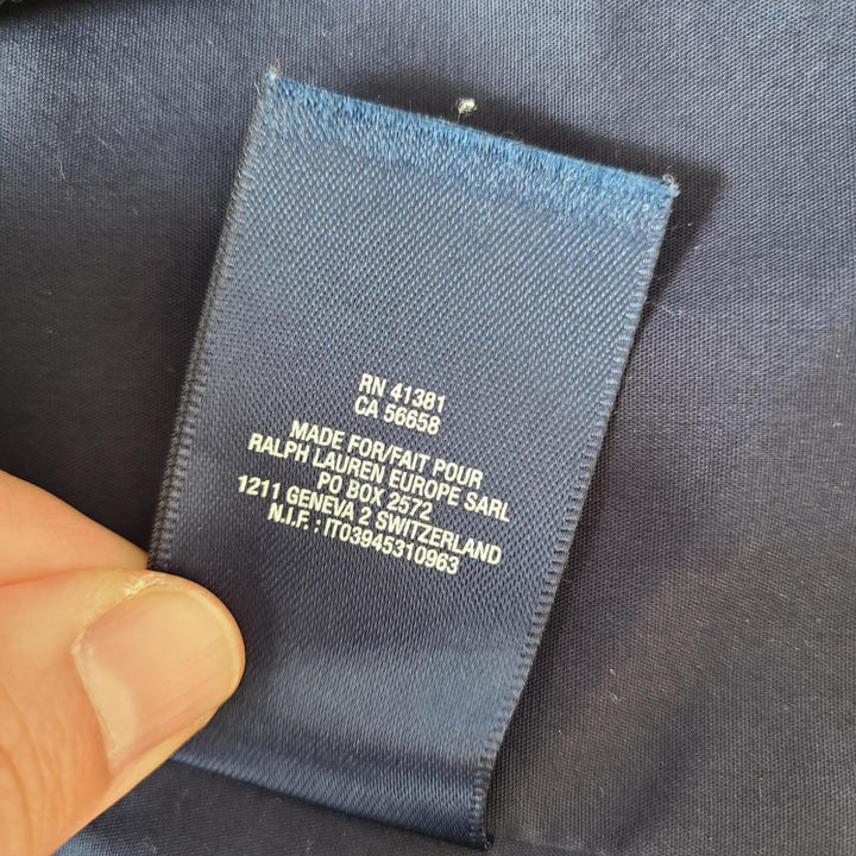 RN 41381
CA 56658
MADE FOR/FAIT POUR
RALPH LAUREN EUROPE SARL
PO BOX 2572
1211 GENEVA 2 SWITZERLAND
N.I.F. : IT03945310963